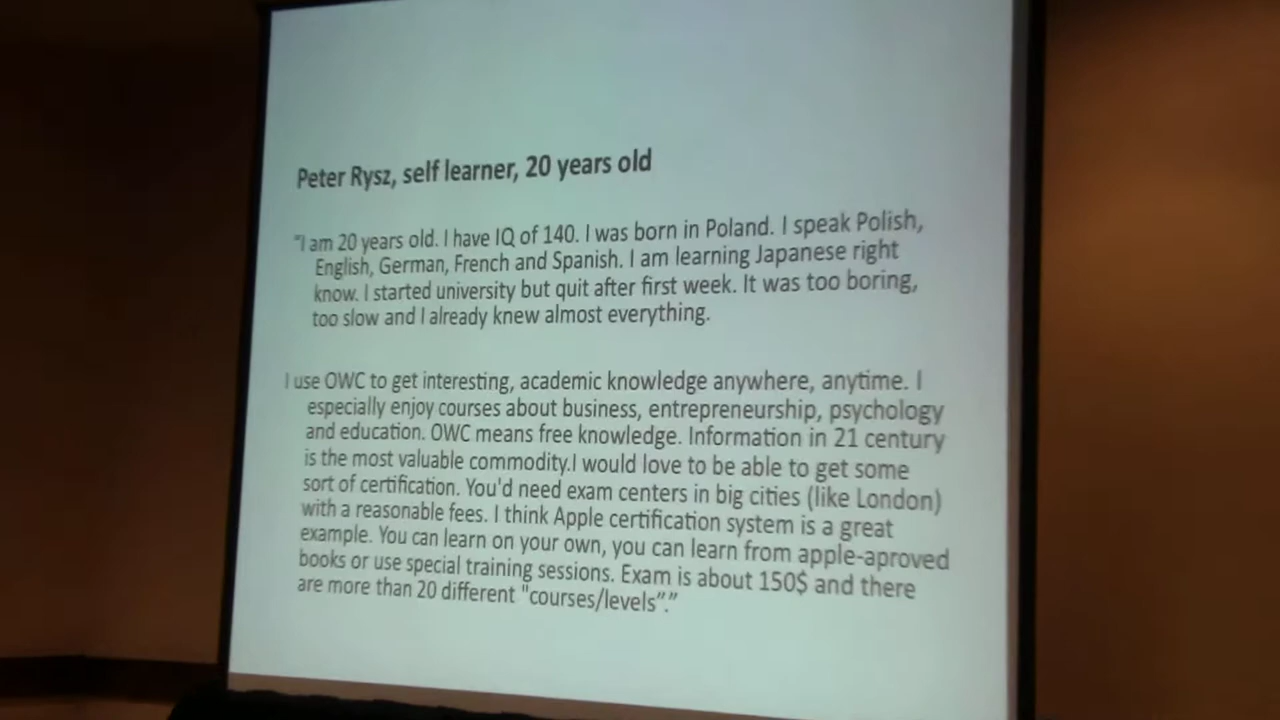 Peter Rysz, self learner, 20 years old
"I am 20 years old. I have IQ of 140. I was born in Poland. I speak Polish,
English, German, French and Spanish. I am learning Japanese right
know. I started university but quit after first week. It was too boring,
too slow and I already knew almost everything.
I use OWC to get interesting, academic knowledge anywhere, anytime. I
especially enjoy courses about business, entrepreneurship, psychology
and education. OWC means free knowledge. Information in 21 century
is the most valuable commodity.I would love to be able to get some
sort of certification. You'd need exam centers in big cities (like London)
with a reasonable fees. I think Apple certification system is a great
example. You can learn on your own, you can learn from apple-aproved
books or use special training sessions. Exam is about 150$ and there
are more than 20 different "courses/levels”.”